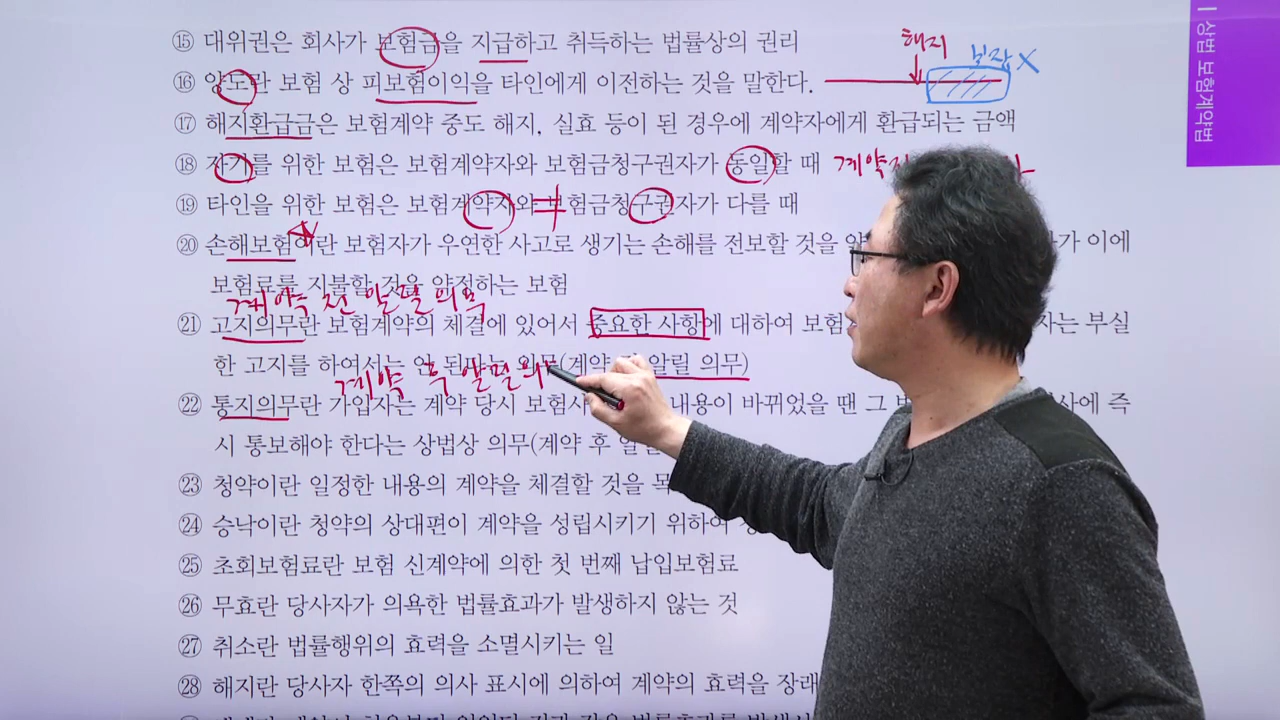 상법 보험계약법
⑮ 대위권은 회사가 보험금을 지급하고 취득하는 법률상의 권리
해지
보장 X
⑯ 양도란 보험 상 피보험이익을 타인에게 이전하는 것을 말한다.
⑰ 해지환급금은 보험계약 중도 해지, 실효 등이 된 경우에 계약자에게 환급되는 금액
⑱ 자기를 위한 보험은 보험계약자와 보험금청구권자가 동일할 때
⑲ 타인을 위한 보험은 보험계약자와 보험금청구권자가 다를 때
⑳ 손해보험이란 보험자가 우연한 사고로 생기는 손해를 전보할 것을 이에
보험료를 지불할 것을 약정하는 보험
계약 전 알릴의무
㉑ 고지의무란 보험계약의 체결에 있어서 중요한 사항에 대하여 부실
한 고지를 하여서는 안 된다는 의무(계약 알릴 의무)
계약 후 알릴의무
㉒ 통지의무란 가입자는 계약 당시 내용이 바뀌었을 땐 그 즉
시 통보해야 한다는 상법상 의무(계약 후
㉓ 청약이란 일정한 내용의 계약을 체결할 것을
㉔ 승낙이란 청약의 상대편이 계약을 성립시키기 위하여
㉕ 초회보험료란 보험 신계약에 의한 첫 번째 납입보험료
㉖ 무효란 당사자가 의욕한 법률효과가 발생하지 않는 것
㉗ 취소란 법률행위의 효력을 소멸시키는 일
㉘ 해지란 당사자 한쪽의 의사 표시에 의하여 계약의 효력을